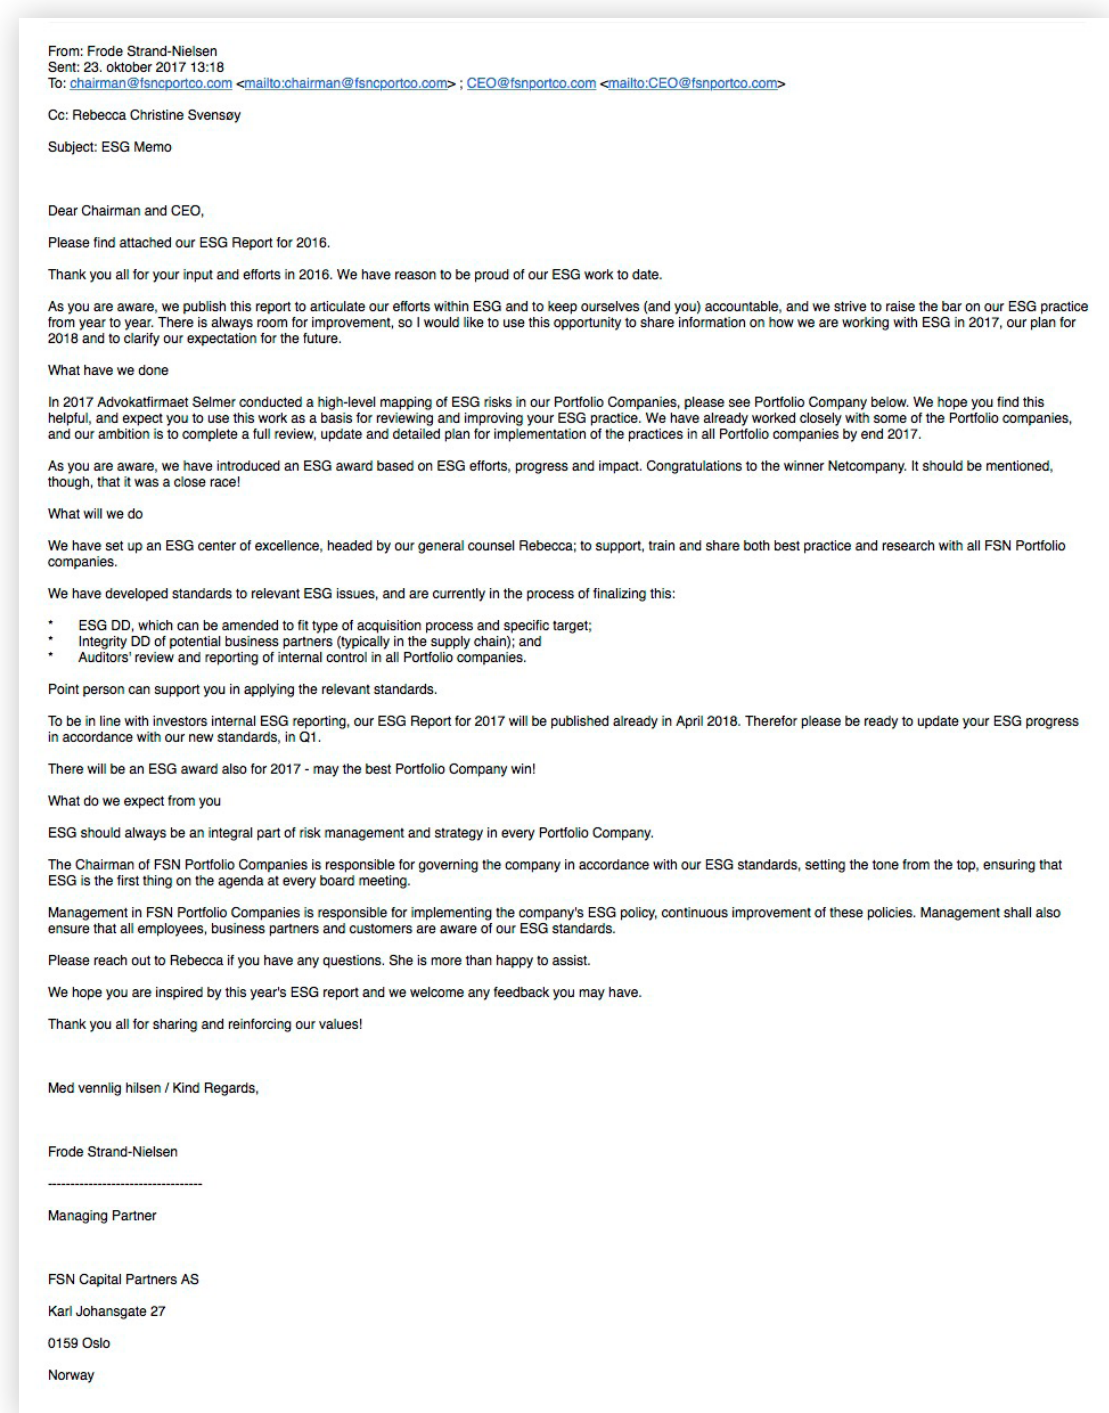 From: Frode Strand-Nielsen
Sent: 23. oktober 2017 13:18
To: chairman@fsncportco.com <mailto:chairman@fsncportco.com> ; CEO@fsnportco.com <mailto:CEO@fsnportco.com>
Cc: Rebecca Christine Svensøy
Subject: ESG Memo
Dear Chairman and CEO,
Please find attached our ESG Report for 2016.
Thank you all for your input and efforts in 2016. We have reason to be proud of our ESG work to date.
As you are aware, we publish this report to articulate our efforts within ESG and to keep ourselves (and you) accountable, and we strive to raise the bar on our ESG practice
from year to year. There is always room for improvement, so I would like to use this opportunity to share information on how we are working with ESG in 2017, our plan for
2018 and to clarify our expectation for the future.
What have we done
In 2017 Advokatfirmaet Selmer conducted a high-level mapping of ESG risks in our Portfolio Companies, please see Portfolio Company below. We hope you find this
helpful, and expect you to use this work as a basis for reviewing and improving your ESG practice. We have already worked closely with some of the Portfolio companies,
and our ambition is to complete a full review, update and detailed plan for implementation of the practices in all Portfolio companies by end 2017.
As you are aware, we have introduced an ESG award based on ESG efforts, progress and impact. Congratulations to the winner Netcompany. It should be mentioned,
though, that it was a close race!
What will we do
We have set up an ESG center of excellence, headed by our general counsel Rebecca; to support, train and share both best practice and research with all FSN Portfolio
companies.
We have developed standards to relevant ESG issues, and are currently in the process of finalizing this:
* ESG DD, which can be amended to fit type of acquisition process and specific target;
* Integrity DD of potential business partners (typically in the supply chain); and
* Auditors' review and reporting of internal control in all Portfolio companies.
Point person can support you in applying the relevant standards.
To be in line with investors internal ESG reporting, our ESG Report for 2017 will be published already in April 2018. Therefor please be ready to update your ESG progress
in accordance with our new standards, in Q1.
There will be an ESG award also for 2017 - may the best Portfolio Company win!
What do we expect from you
ESG should always be an integral part of risk management and strategy in every Portfolio Company.
The Chairman of FSN Portfolio Companies is responsible for governing the company in accordance with our ESG standards, setting the tone from the top, ensuring that
ESG is the first thing on the agenda at every board meeting.
Management in FSN Portfolio Companies is responsible for implementing the company's ESG policy, continuous improvement of these policies. Management shall also
ensure that all employees, business partners and customers are aware of our ESG standards.
Please reach out to Rebecca if you have any questions. She is more than happy to assist.
We hope you are inspired by this year's ESG report and we welcome any feedback you may have.
Thank you all for sharing and reinforcing our values!
Med vennlig hilsen / Kind Regards,
Frode Strand-Nielsen
----------------------------------
Managing Partner
FSN Capital Partners AS
Karl Johansgate 27
0159 Oslo
Norway